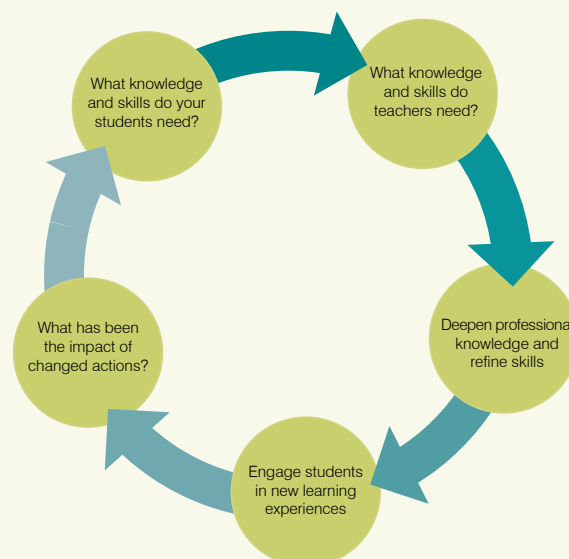 What knowledge
and skills do your
students need?
What knowledge
and skills do
teachers need?
Deepen professiona
knowledge and
refine skills
Engage students
in new learning
experiences
What has been
the impact of
changed actions?